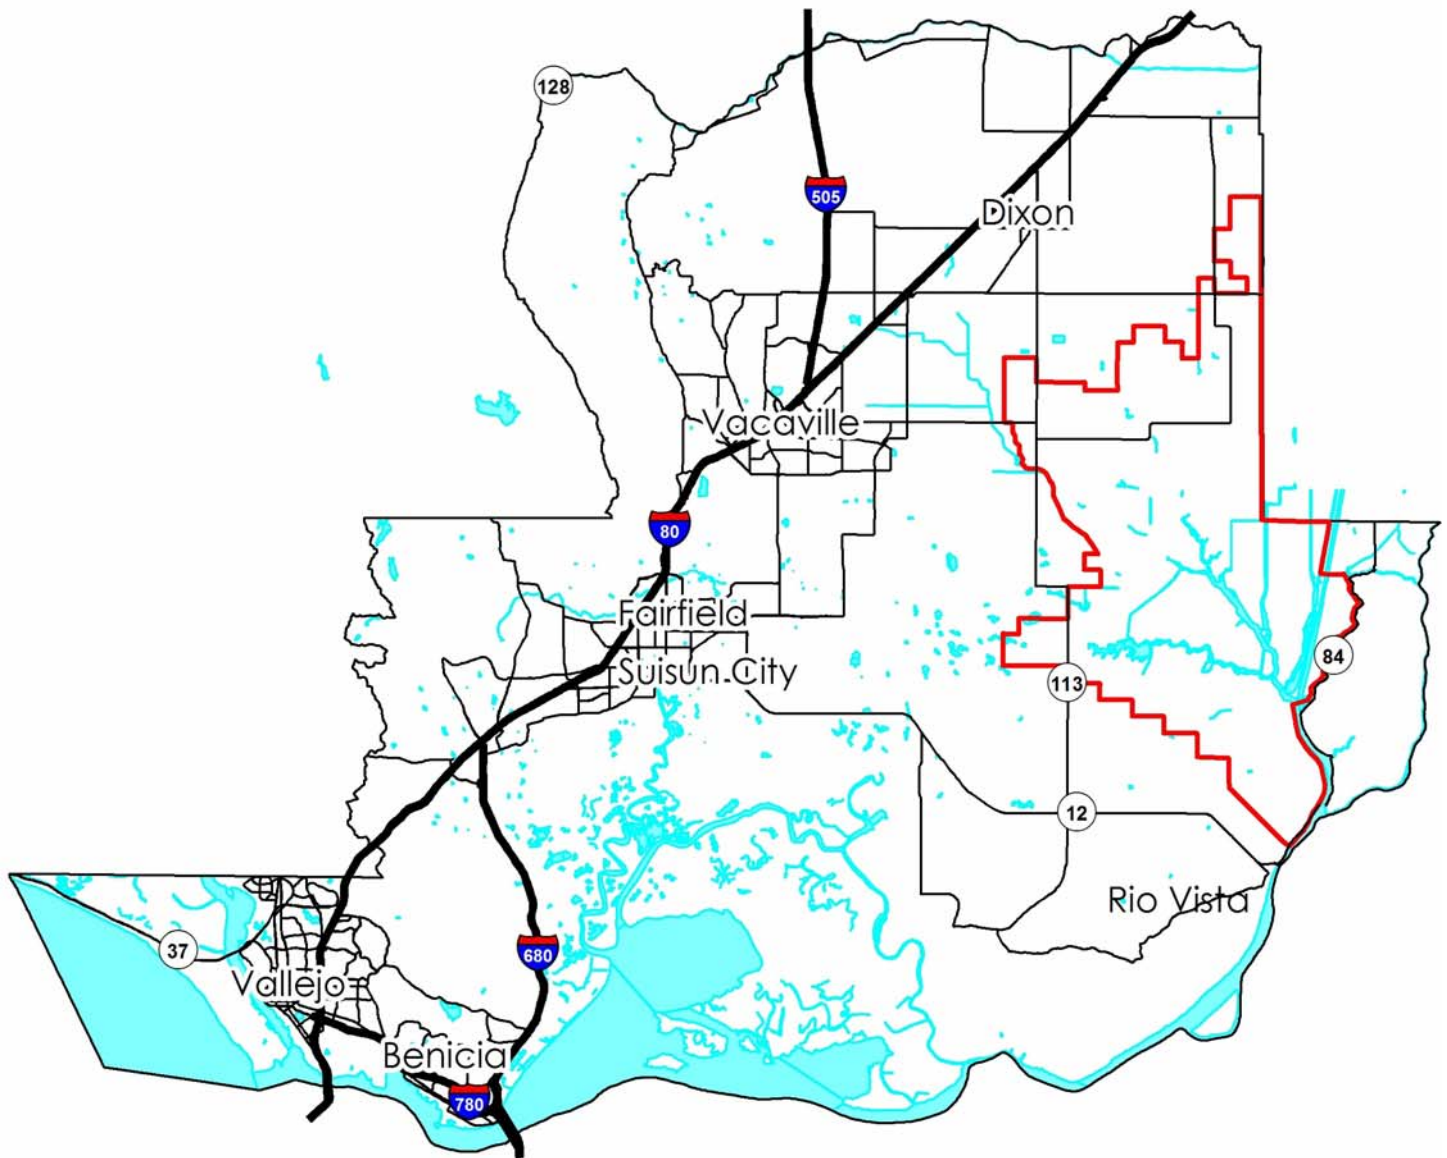 128
505
Dixon
Vacaville
80
Fairfield
Suisun City
84
113
12
Rio Vista
37
680
Vallejo
Benicia
780